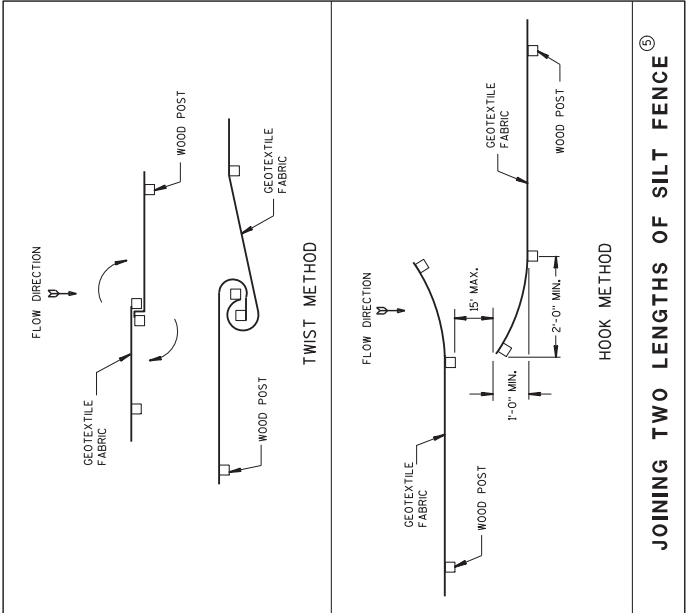 FLOW DIRECTION
WOOD POST
GEOTEXTILE
FABRIC
GEOTEXTILE
FABRIC
WOOD POST
TWIST METHOD
FLOW DIRECTION
GEOTEXTILE
FABRIC
WOOD POST
15' MAX.
GEOTEXTILE
FABRIC
WOOD POST
1'-0" MIN.
2'-0" MIN.
HOOK METHOD
JOINING TWO LENGTHS OF SILT FENCE ⑤